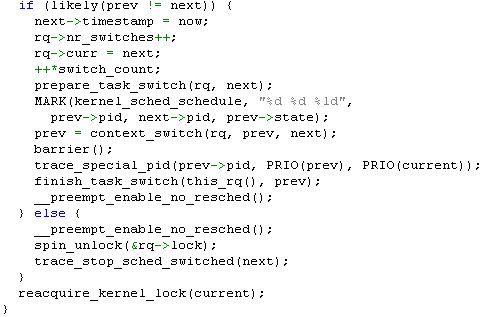 if (likely(prev != next)) {
next->timestamp = now;
rq->nr_switches++;
rq->curr = next;
++*switch_count;
prepare_task_switch(rq, next);
MARK(kernel_sched_schedule, "%d %d %ld",
prev->pid, next->pid, prev->state);
prev = context_switch(rq, prev, next);
barrier();
trace_special_pid(prev->pid, PRIO(prev), PRIO(current));
finish_task_switch(this_rq(), prev);
__preempt_enable_no_resched();
} else {
__preempt_enable_no_resched();
spin_unlock(&rq->lock);
trace_stop_sched_switched(next);
}
reacquire_kernel_lock(current);
}